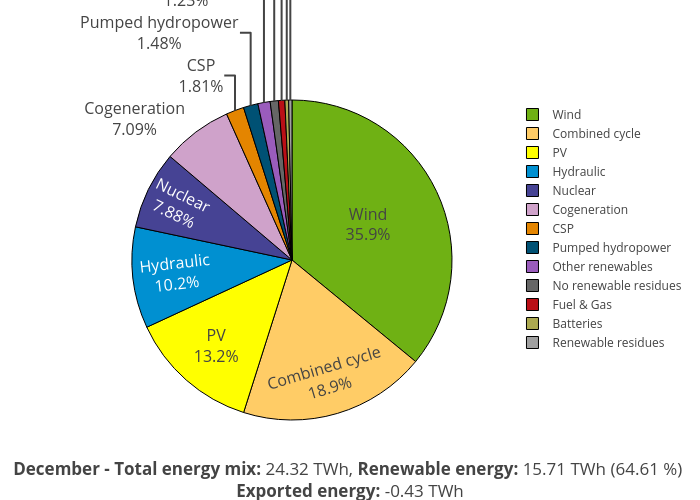 1.23%
Pumped hydropower
1.48%
CSP
1.81%
Cogeneration
7.09%
Nuclear
7.88%
Hydraulic
10.2%
PV
13.2%
Combined cycle
18.9%
Wind
35.9%
Wind
Combined cycle
PV
Hydraulic
Nuclear
Cogeneration
CSP
Pumped hydropower
Other renewables
No renewable residues
Fuel & Gas
Batteries
Renewable residues
December - Total energy mix: 24.32 TWh, Renewable energy: 15.71 TWh (64.61 %)
Exported energy: -0.43 TWh